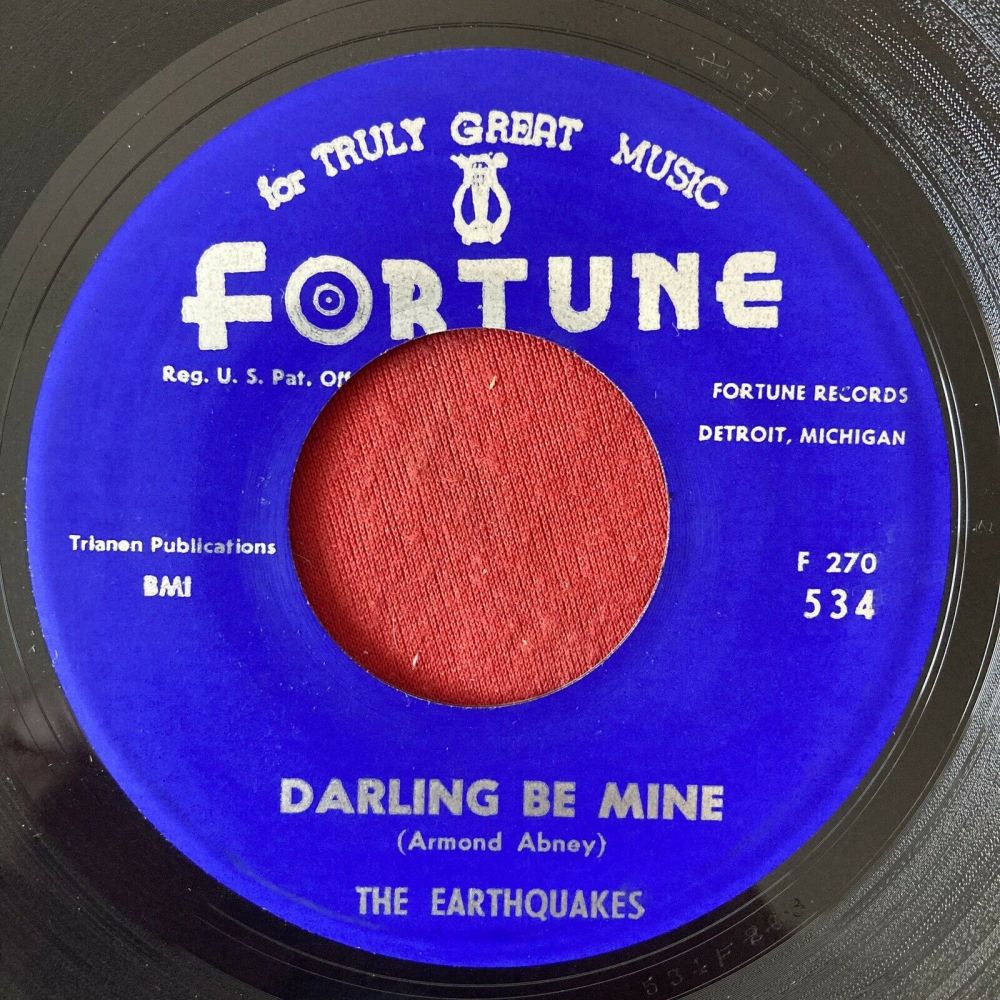 for TRULY GREAT MUSIC
FORTUNE
Reg. U. S. Pat. Off
FORTUNE RECORDS
DETROIT, MICHIGAN
Trianon Publications
BMI
F 270
534
DARLING BE MINE
(Armond Abney)
THE EARTHQUAKES